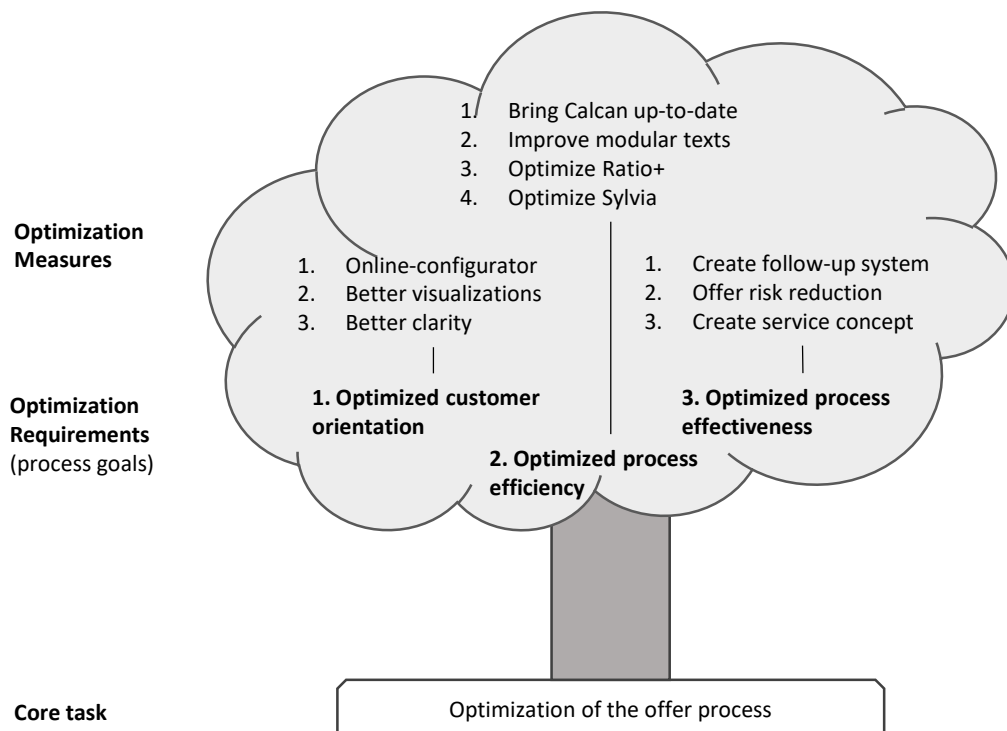 1. Bring Calcan up-to-date
2. Improve modular texts
3. Optimize Ratio+
4. Optimize Sylvia
Optimization
Measures
1. Online-configurator
2. Better visualizations
3. Better clarity
1. Create follow-up system
2. Offer risk reduction
3. Create service concept
Optimization
Requirements
(process goals)
1. Optimized customer
orientation
3. Optimized process
effectiveness
2. Optimized process
efficiency
Core task
Optimization of the offer process